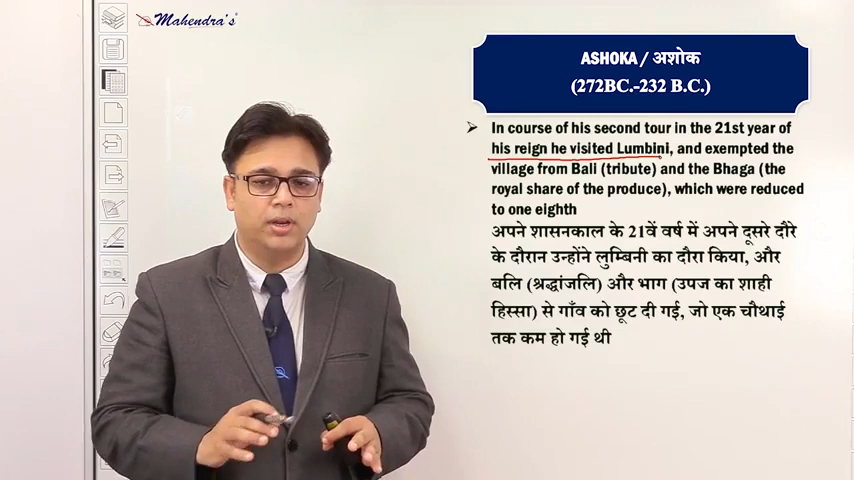 Mahendra's
ASHOKA / अशोक
(272BC.-232 B.C.)
In course of his second tour in the 21st year of
his reign he visited Lumbini, and exempted the
village from Bali (tribute) and the Bhaga (the
royal share of the produce), which were reduced
to one eighth
अपने शासनकाल के 21वें वर्ष में अपने दूसरे दौरे
के दौरान उन्होंने लुम्बिनी का दौरा किया, और
बलि (श्रद्धांजलि) और भाग (उपज का शाही
हिस्सा) से गाँव को छूट दी गई, जो एक चौथाई
तक कम हो गई थी